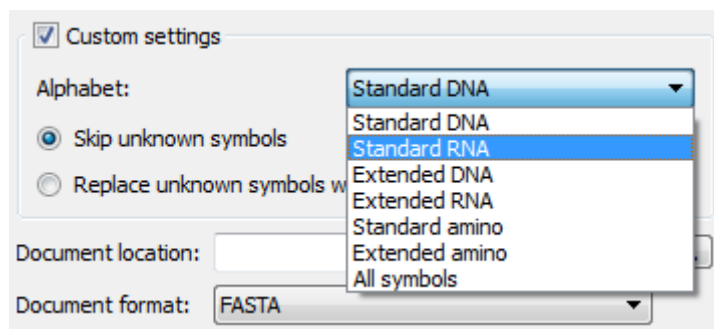 Custom settings
Alphabet: Standard DNA
Standard DNA
Skip unknown symbols
Standard RNA
Extended DNA
Replace unknown symbols w
Extended RNA
Standard amino
Document location:
Extended amino
All symbols
Document format: FASTA